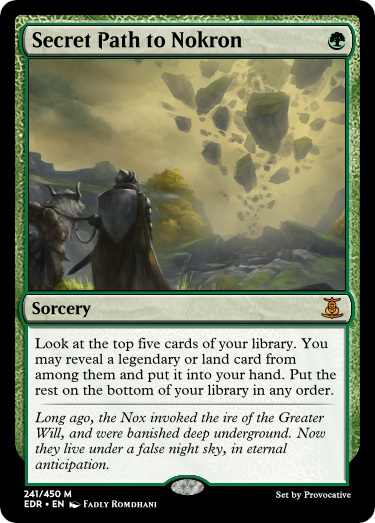 Secret Path to Nokron
Sorcery
Look at the top five cards of your library. You
may reveal a legendary or land card from
among them and put it into your hand. Put the
rest on the bottom of your library in any order.
Long ago, the Nox invoked the ire of the Greater
Will, and were banished deep underground. Now
they live under a false night sky, in eternal
anticipation.
241/450 M
EDR • EN Fadly Romdhani
Set by Provocative